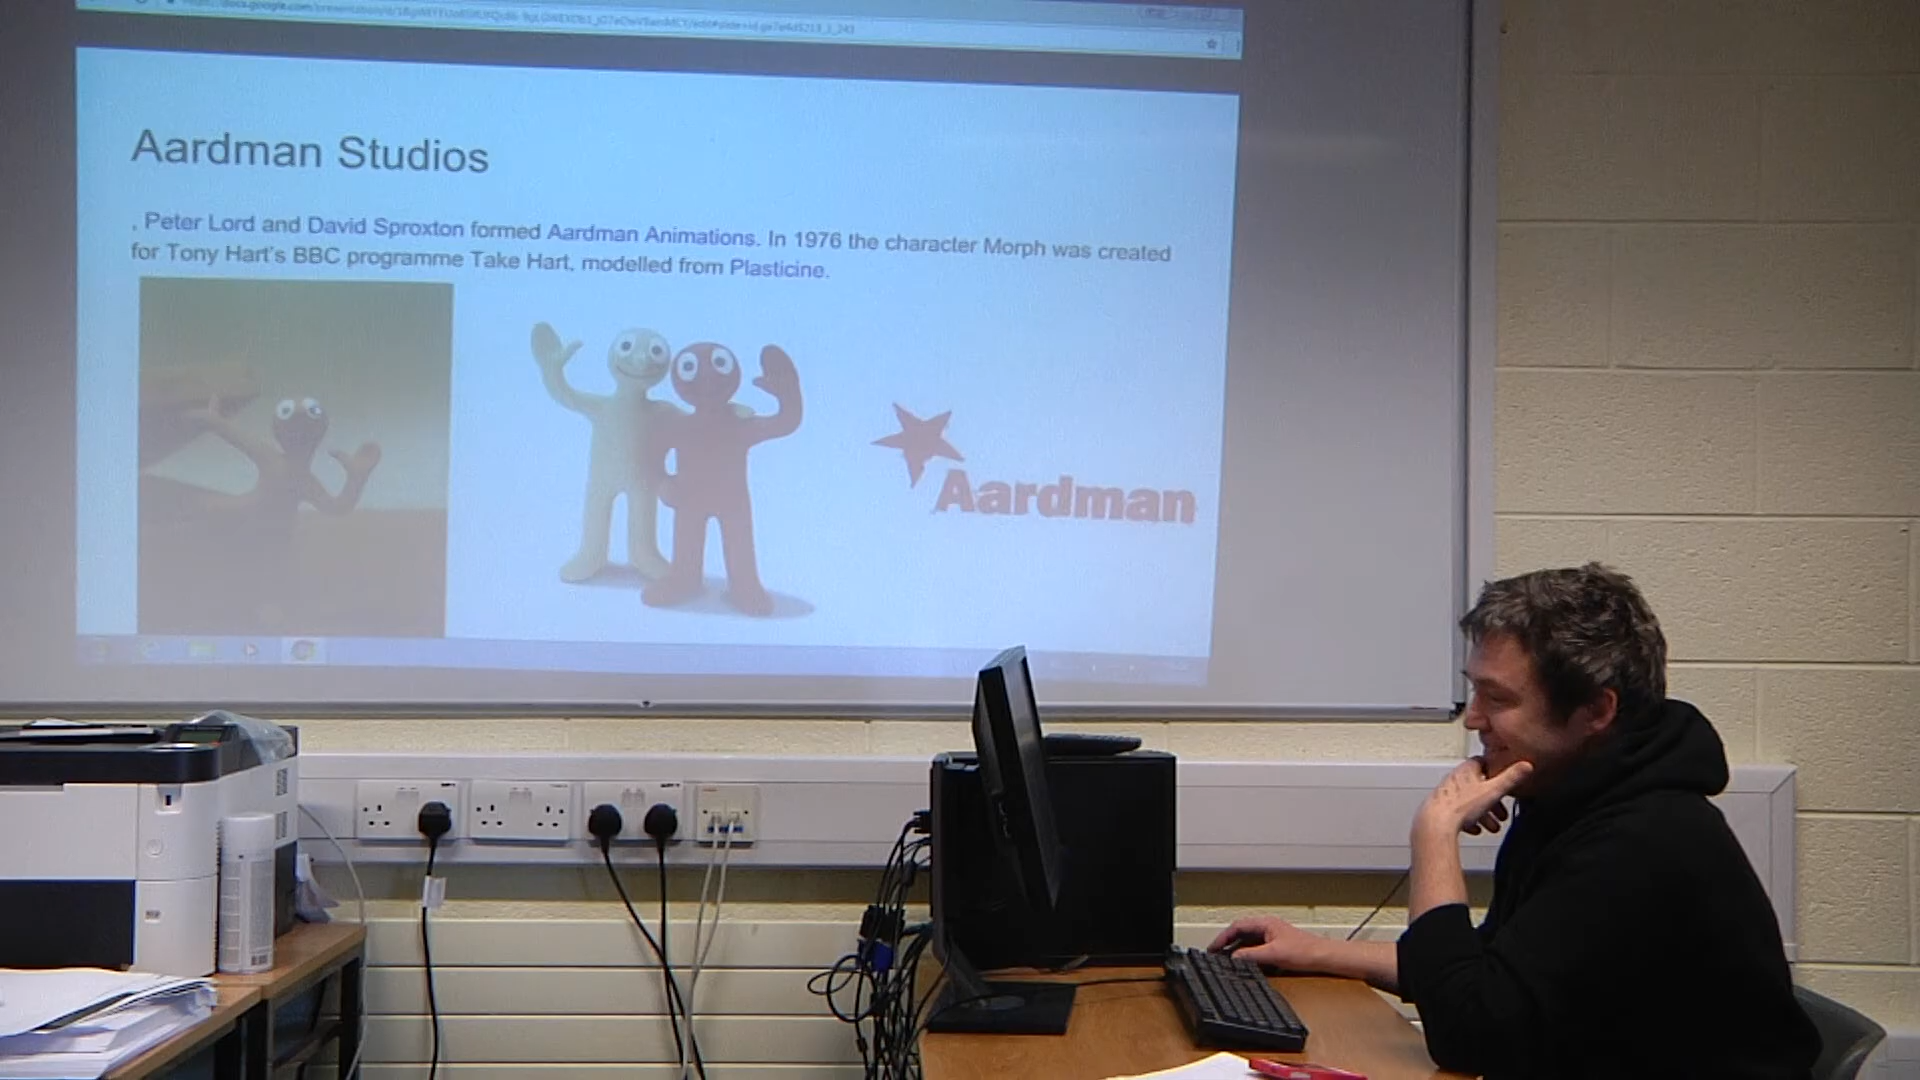 Aardman Studios
, Peter Lord and David Sproxton formed Aardman Animations. In 1976 the character Morph was created
for Tony Hart's BBC programme Take Hart, modelled from Plasticine.
Aardman